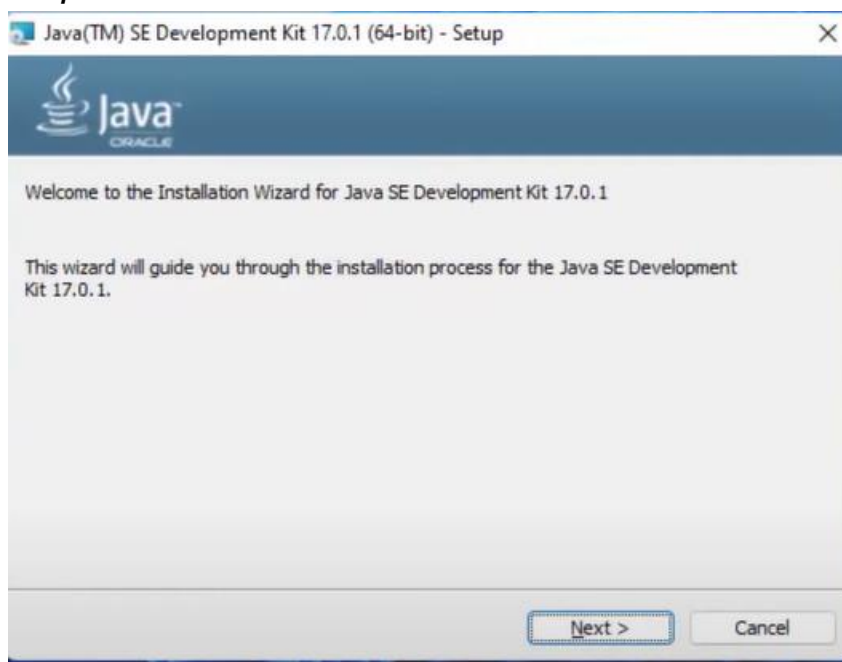 Java(TM) SE Development Kit 17.0.1 (64-bit) - Setup
Java™
ORACLE
Welcome to the Installation Wizard for Java SE Development Kit 17.0.1
This wizard will guide you through the installation process for the Java SE Development
Kit 17.0.1.
Next >
Cancel